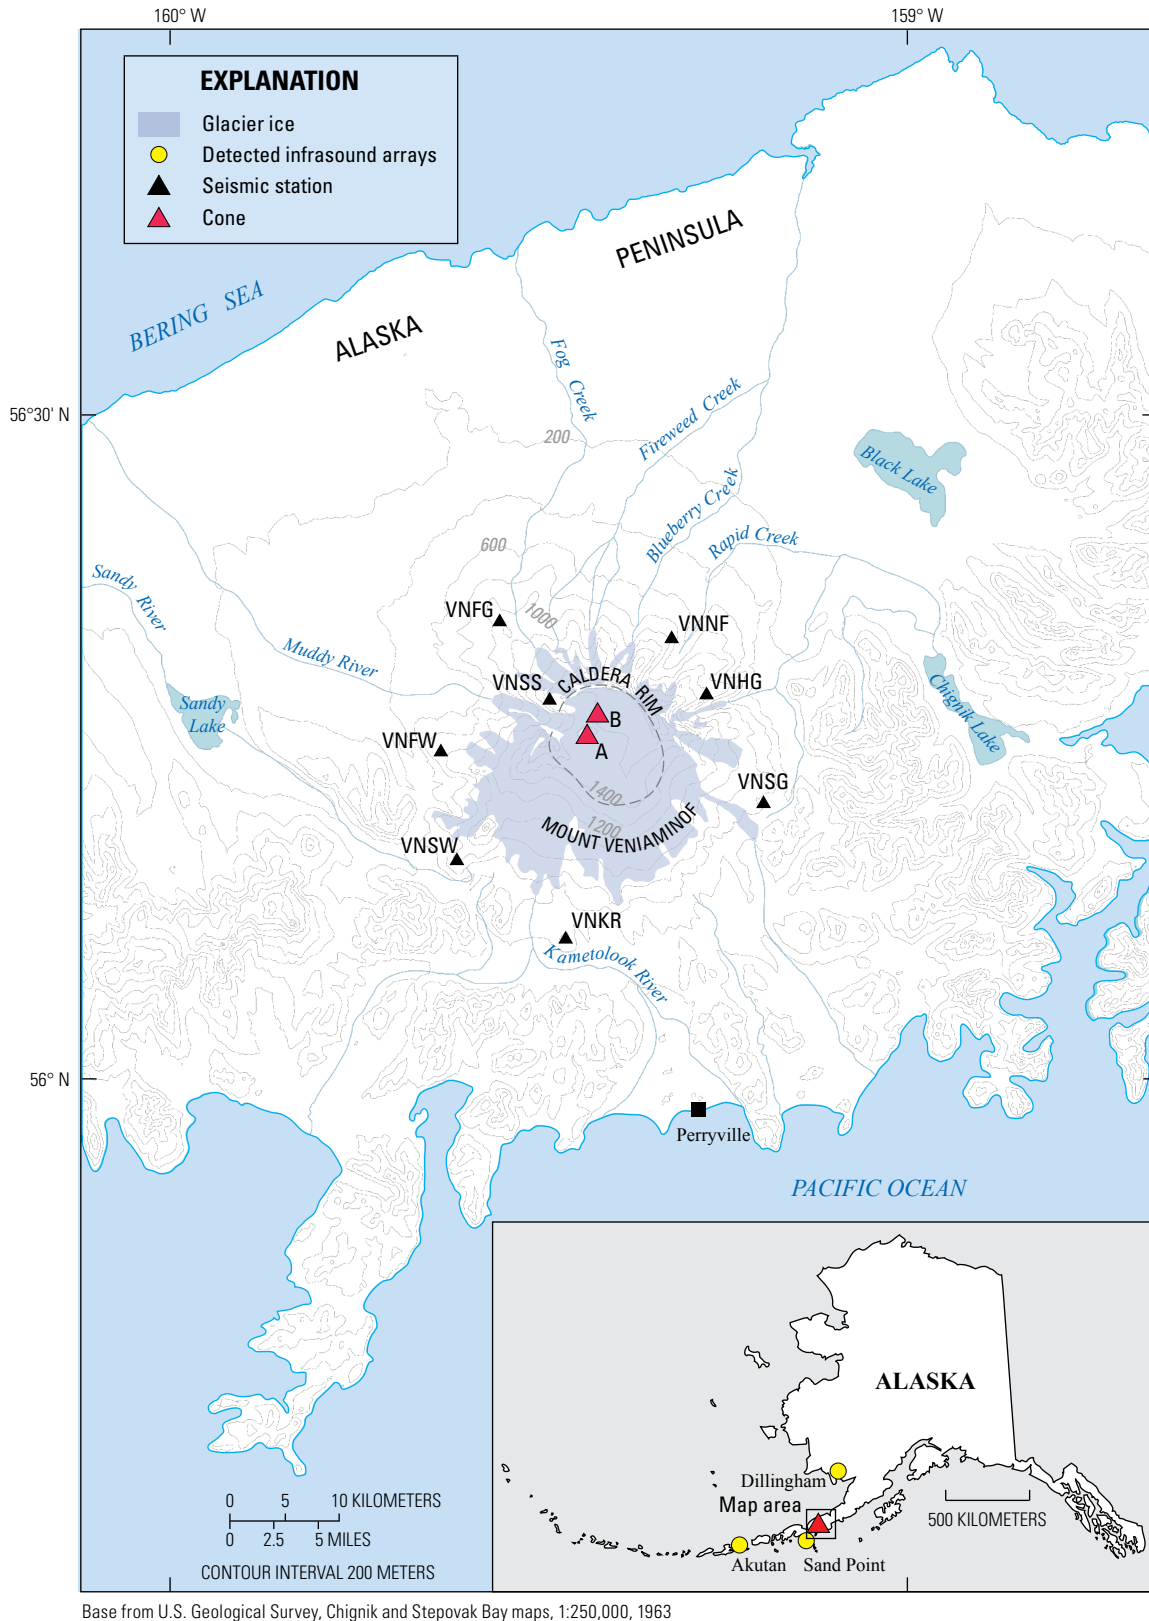 160° W
159° W
EXPLANATION
Glacier ice
Detected infrasound arrays
Seismic station
Cone
BERING SEA
ALASKA
PENINSULA
56°30' N
Fog Creek
200
Fireweed Creek
Black Lake
Blueberry Creek
Rapid Creek
600
Sandy River
VNFG
1000
VNNF
Muddy River
VNSS
CALDERA RIM
VNHG
Chignik Lake
Sandy
Lake
B
VNFW
A
VNSG
1400
1200
MOUNT VENIAMINOF
VNSW
VNKR
Kametolook River
56° N
Perryville
PACIFIC OCEAN
ALASKA
Dillingham
Map area
500 KILOMETERS
Akutan
Sand Point
0 5 10 KILOMETERS
0 2.5 5 MILES
CONTOUR INTERVAL 200 METERS
Base from U.S. Geological Survey, Chignik and Stepovak Bay maps, 1:250,000, 1963